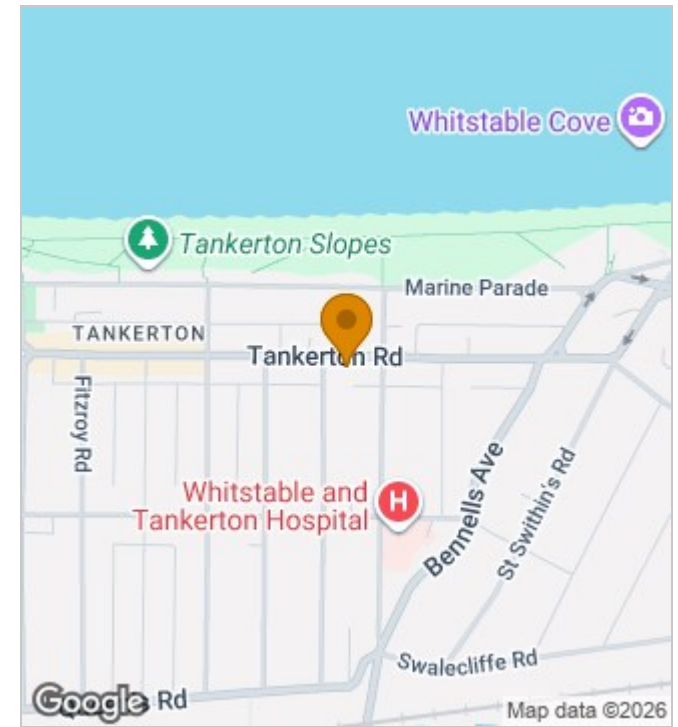 Whitstable Cove
Tankerton Slopes
Marine Parade
TANKERTON
Tankerton Rd
Fitzroy Rd
Whitstable and
Tankerton Hospital
H
Bennells Ave
St Swithin's Rd
Swalecliffe Rd
Rd
Google
Map data ©2026